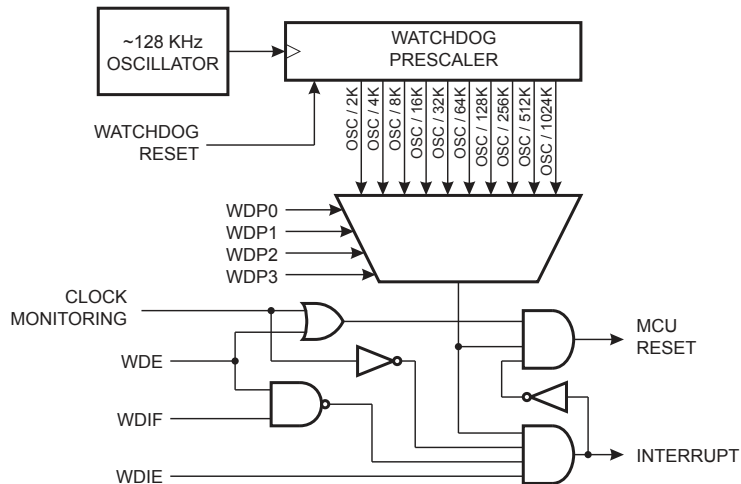 ~128 KHz
OSCILLATOR
WATCHDOG
PRESCALER
WATCHDOG
RESET
OSC / 2K
OSC / 4K
OSC / 8K
OSC / 16K
OSC / 32K
OSC / 64K
OSC / 128K
OSC / 256K
OSC / 512K
OSC / 1024K
WDP0
WDP1
WDP2
WDP3
CLOCK
MONITORING
MCU
RESET
WDE
WDIF
INTERRUPT
WDIE